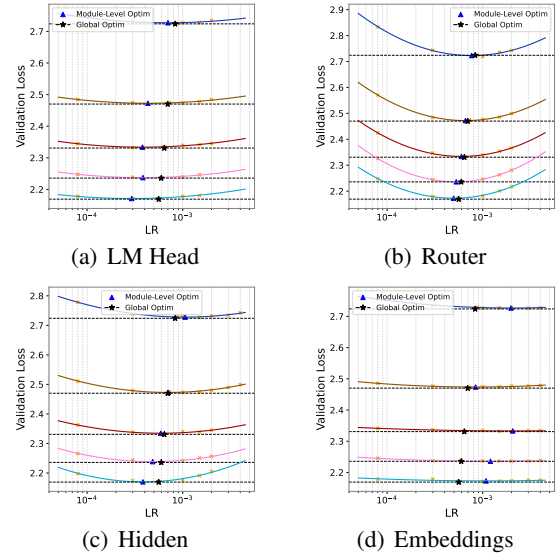 Module-Level Optim
Global Optim
Validation Loss
2.7
2.6
2.5
2.4
2.3
2.2
10⁻⁴
10⁻³
LR
(a) LM Head
Module-Level Optim
Global Optim
Validation Loss
2.9
2.8
2.7
2.6
2.5
2.4
2.3
2.2
10⁻⁴
10⁻³
LR
(b) Router
Module-Level Optim
Global Optim
Validation Loss
2.8
2.7
2.6
2.5
2.4
2.3
2.2
10⁻⁴
10⁻³
LR
(c) Hidden
Module-Level Optim
Global Optim
Validation Loss
2.7
2.6
2.5
2.4
2.3
2.2
10⁻⁴
10⁻³
LR
(d) Embeddings